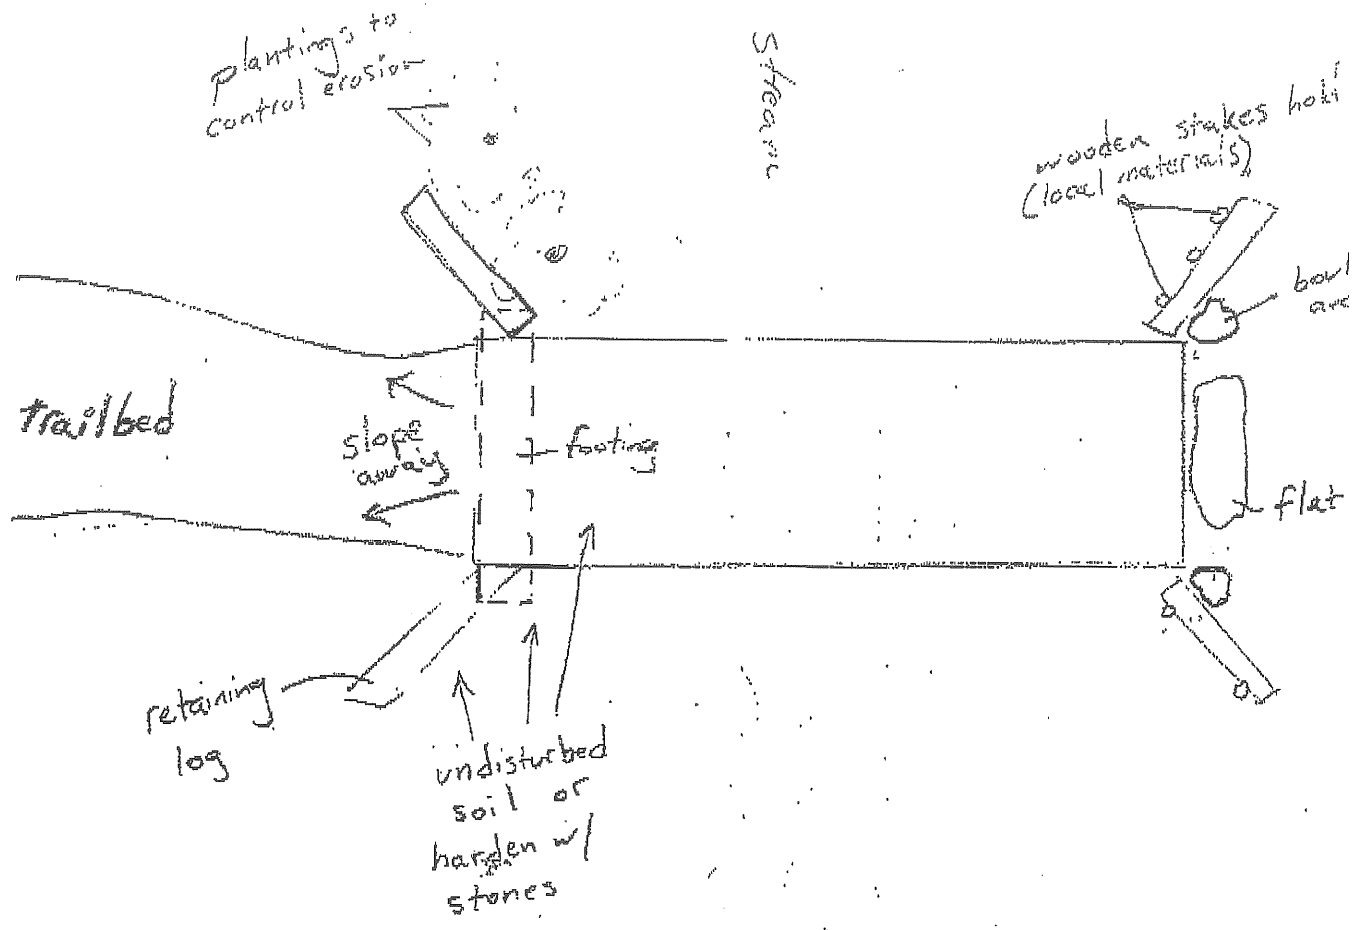 plantings to
control erosion
Stream
wooden stakes
(local materials)
trailbed
slope
away
footing
flat
retaining
log
undisturbed
soil or
harden w/
stones